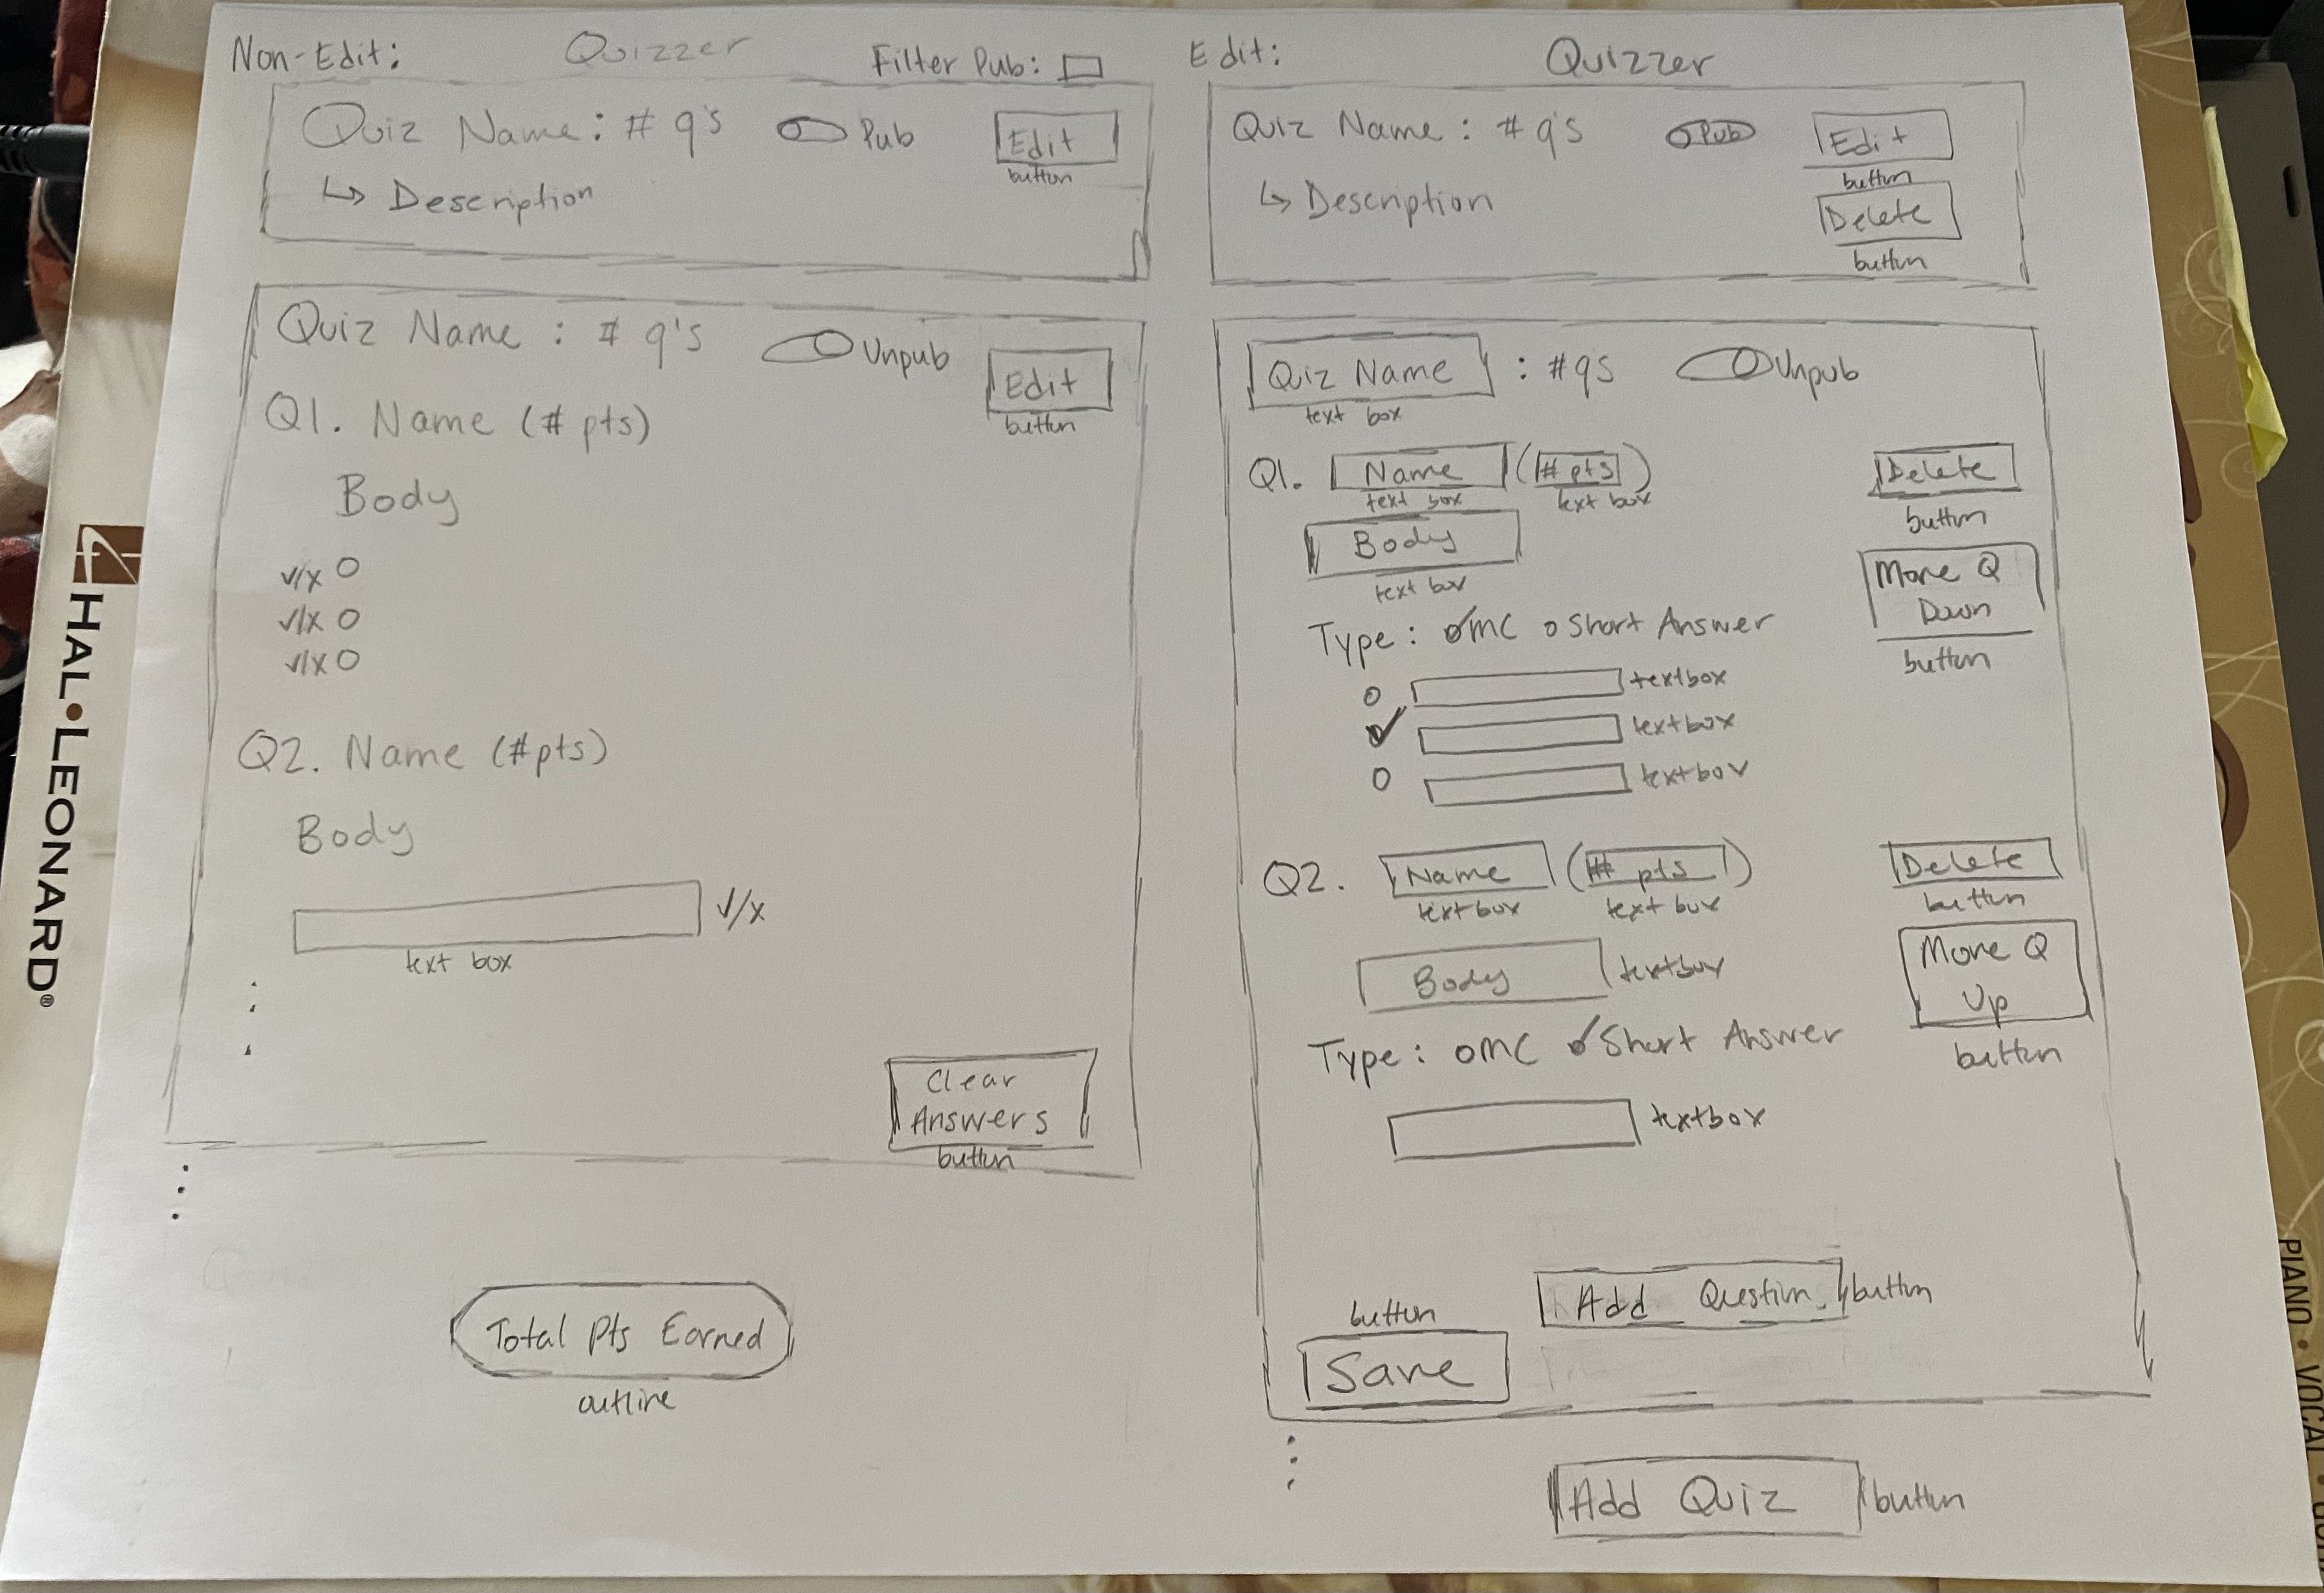 Non-Edit:
Quizzer
Filter Pub:
Quiz Name: # q's
Pub
Edit
button
↳ Description
Quiz Name : # q's
Unpub
Edit
button
Q1. Name (# pts)
Body
✓/x O
✓/x O
✓/x O
Q2. Name (#pts)
Body
✓/x
text box
Clear
Answers
button
Total Pts Earned
outline
Edit:
Quizzer
Quiz Name : # q's
Pub
Edit
button
↳ Description
Delete
button
Quiz Name : # qs
Unpub
text box
Q1. Name (# pts)
text box text box
Delete
button
Body
text box
Move Q
Down
button
Type: MC Short Answer
textbox
textbox
textbox
Q2. Name (# pts)
textbox text box
Delete
button
Body textbox
Move Q
Up
button
Type: MC Short Answer
textbox
Add Question button
button
Save
Add Quiz button
HAL•LEONARD®
PIANO • VOCAL •